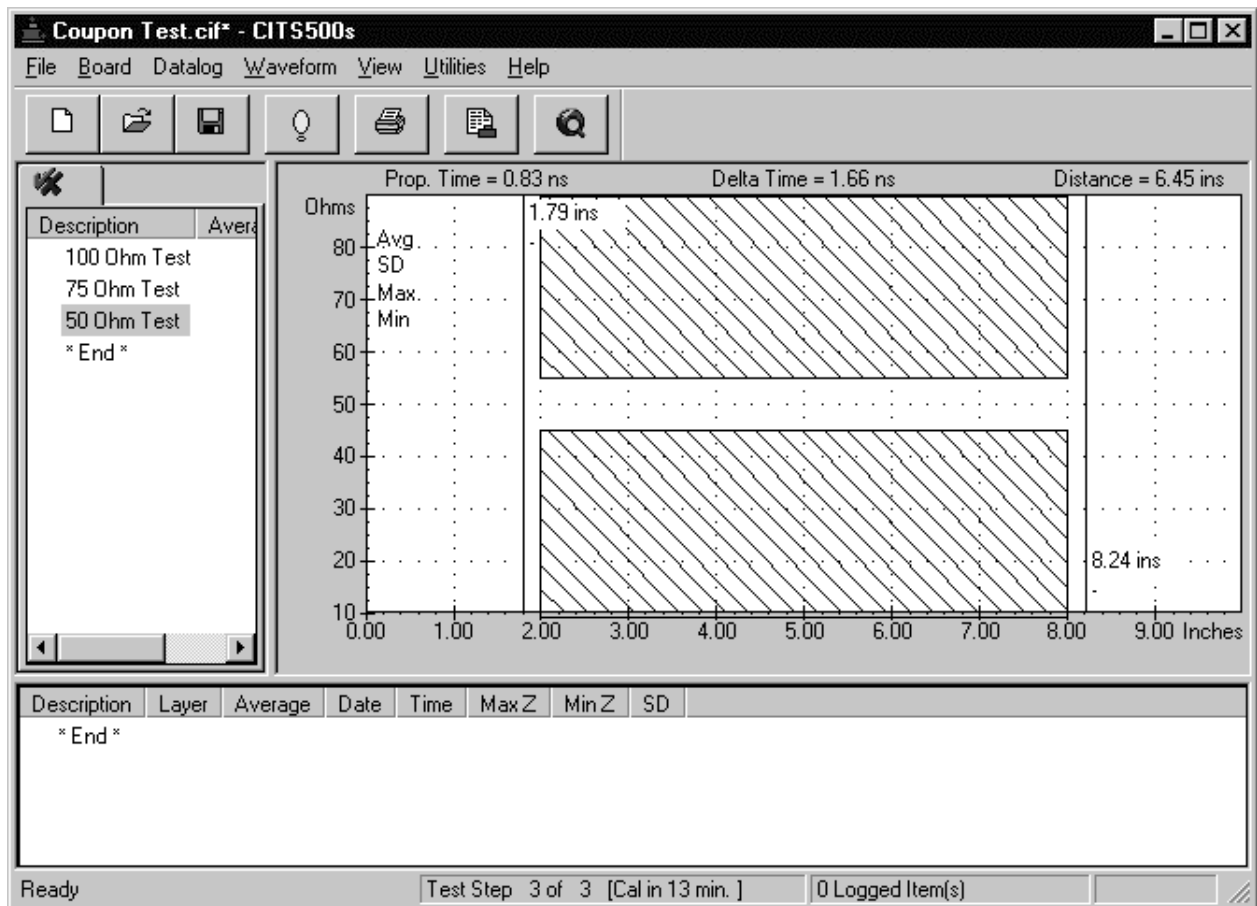 Coupon Test.cif* - CITS500s
File Board Datalog Waveform View Utilities Help
Description Avera
100 Ohm Test
75 Ohm Test
50 Ohm Test
* End *
Prop. Time = 0.83 ns Delta Time = 1.66 ns Distance = 6.45 ins
Ohms
1.79 ins
-
80
Avg
SD
70
Max
Min
60
50
40
30
20
8.24 ins
-
10
0.00 1.00 2.00 3.00 4.00 5.00 6.00 7.00 8.00 9.00 Inches
Description Layer Average Date Time Max Z Min Z SD
* End *
Ready Test Step 3 of 3 [Cal in 13 min. ] 0 Logged Item(s)